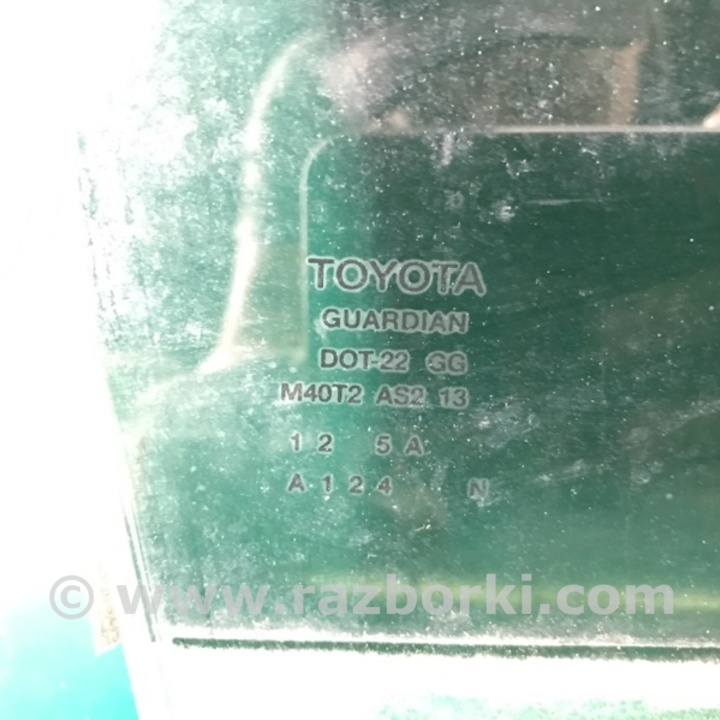 TOYOTA
GUARDIAN
DOT-22 GG
M40T2 AS2 13
1 2 5 A
A 1 2 4 N
© www.razborki.com